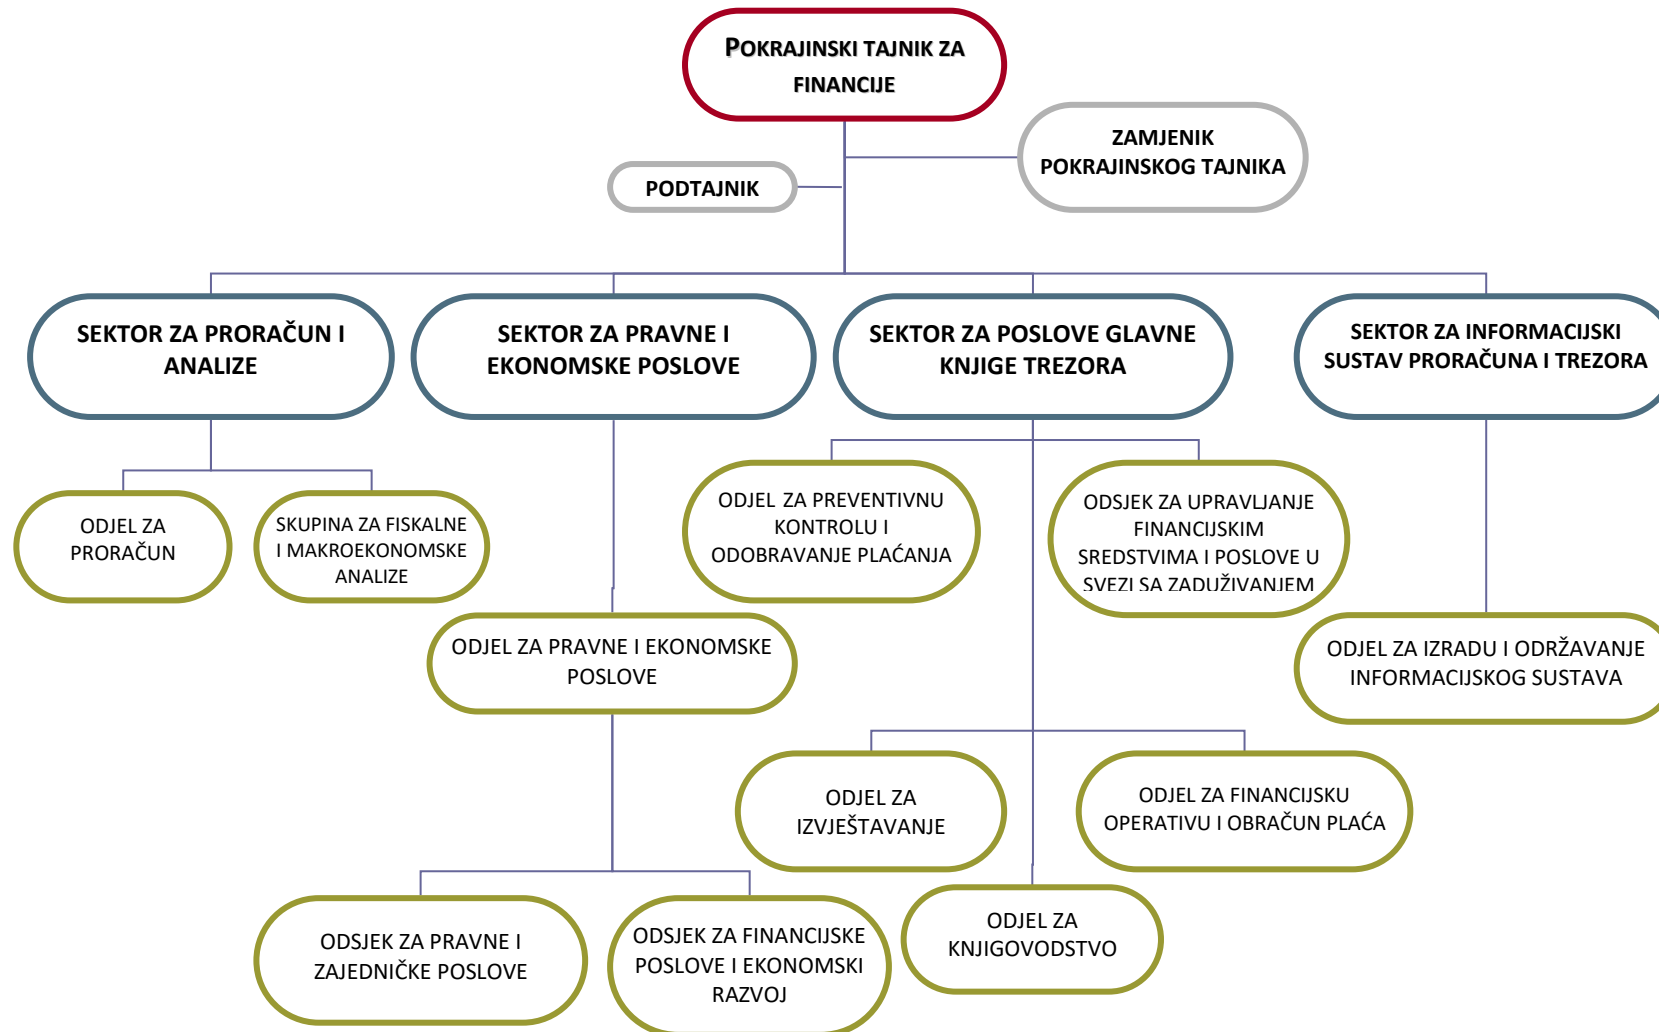 POKRAJINSKI TAJNIK ZA
FINANCIJE
ZAMJENIK
POKRAJINSKOG TAJNIKA
PODTAJNIK
SEKTOR ZA PRORAČUN I
ANALIZE
SEKTOR ZA PRAVNE I
EKONOMSKE POSLOVE
SEKTOR ZA POSLOVE GLAVNE
KNJIGE TREZORA
SEKTOR ZA INFORMACIJSKI
SUSTAV PRORAČUNA I TREZORA
ODJEL ZA
PRORAČUN
SKUPINA ZA FISKALNE
I MAKROEKONOMSKE
ANALIZE
ODJEL ZA PREVENTIVNU
KONTROLU I
ODOBRAVANJE PLAĆANJA
ODSJEK ZA UPRAVLJANJE
FINANCIJSKIM
SREDSTVIMA I POSLOVE U
SVEZI SA ZADUŽIVANJEM
ODJEL ZA PRAVNE I EKONOMSKE
POSLOVE
ODJEL ZA IZRADU I ODRŽAVANJE
INFORMACIJSKOG SUSTAVA
ODJEL ZA
IZVJEŠTAVANJE
ODJEL ZA FINANCIJSKU
OPERATIVU I OBRAČUN PLAĆA
ODSJEK ZA PRAVNE I
ZAJEDNIČKE POSLOVE
ODSJEK ZA FINANCIJSKE
POSLOVE I EKONOMSKI
RAZVOJ
ODJEL ZA
KNJIGOVODSTVO